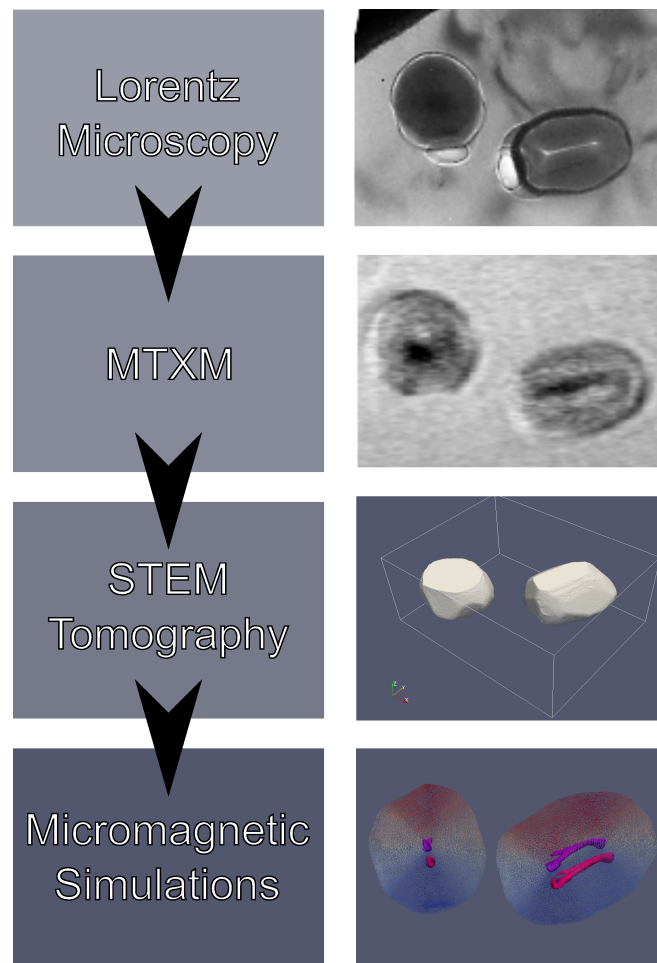 Lorentz
Microscopy
MTXM
STEM
Tomography
Z
Y
X
Micromagnetic
Simulations